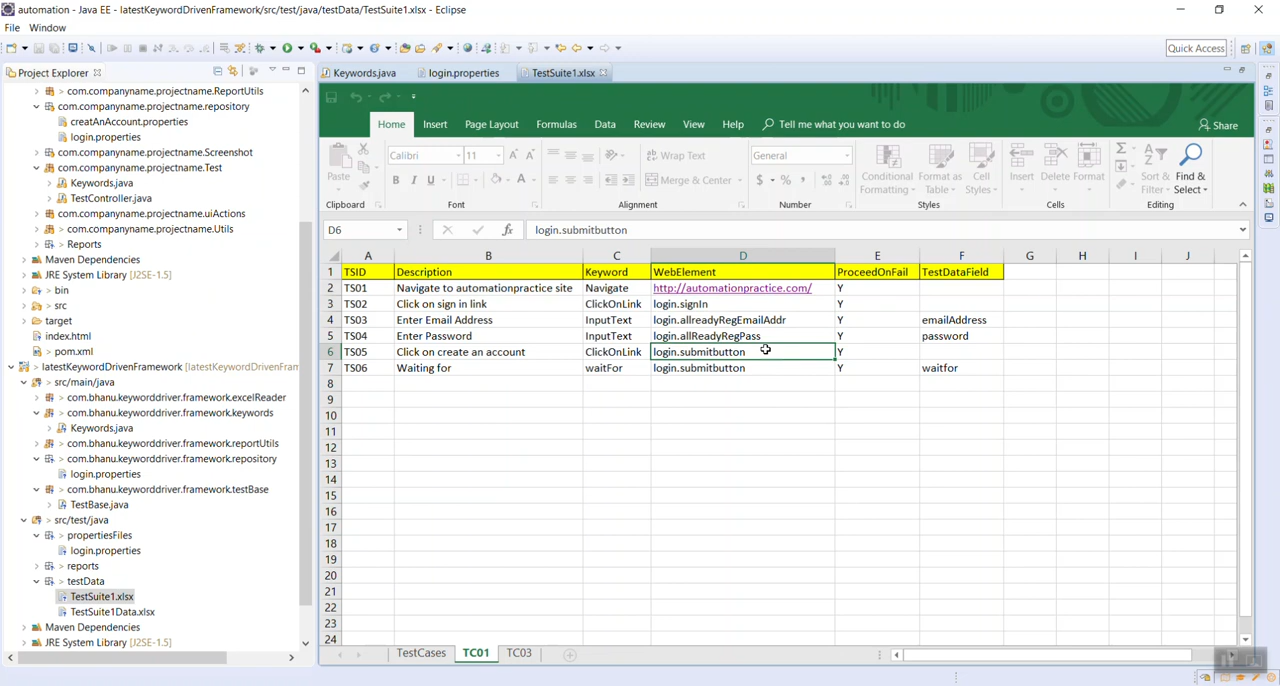 automation - Java EE - latestKeywordDrivenFramework/src/test/java/testData/TestSuite1.xlsx - Eclipse
File Window
Quick Access
Project Explorer
Keywords.java
login.properties
TestSuite1.xlsx
> com.companyname.projectname.ReportUtils
> com.companyname.projectname.repository
creatAnAccount.properties
login.properties
> com.companyname.projectname.Screenshot
> com.companyname.projectname.Test
> Keywords.java
> TestController.java
> com.companyname.projectname.uiActions
> com.companyname.projectname.Utils
> Reports
Maven Dependencies
JRE System Library [J2SE-1.5]
> bin
> src
> target
index.html
> pom.xml
> latestKeywordDrivenFramework [latestKeywordDrivenFram
> src/main/java
> com.bhanu.keyworddriver.framework.excelReader
> com.bhanu.keyworddriver.framework.keywords
> Keywords.java
> com.bhanu.keyworddriver.framework.reportUtils
> com.bhanu.keyworddriver.framework.repository
login.properties
> com.bhanu.keyworddriver.framework.testBase
> TestBase.java
> src/test/java
> propertiesFiles
login.properties
> reports
> testData
TestSuite1.xlsx
TestSuite1Data.xlsx
Maven Dependencies
JRE System Library [J2SE-1.5]
Home Insert Page Layout Formulas Data Review View Help Tell me what you want to do Share
Paste
Calibri 11
B I U
Wrap Text
Merge & Center
General
$ % ,
Conditional Formatting
Format as Table
Cell Styles
Insert Delete Format
Sort & Filter
Find & Select
Clipboard Font Alignment Number Styles Cells Editing
D6 fx login.submitbutton
A B C D E F G H I J
1 TSID Description Keyword WebElement ProceedOnFail TestDataField
2 TS01 Navigate to automationpractice site Navigate http://automationpractice.com/ Y
3 TS02 Click on sign in link ClickOnLink login.signIn Y
4 TS03 Enter Email Address InputText login.allreadyRegEmailAddr Y emailAddress
5 TS04 Enter Password InputText login.allReadyRegPass Y password
6 TS05 Click on create an account ClickOnLink login.submitbutton Y
7 TS06 Waiting for waitFor login.submitbutton Y waitfor
8
9
10
11
12
13
14
15
16
17
18
19
20
21
22
23
24
TestCases TC01 TC03